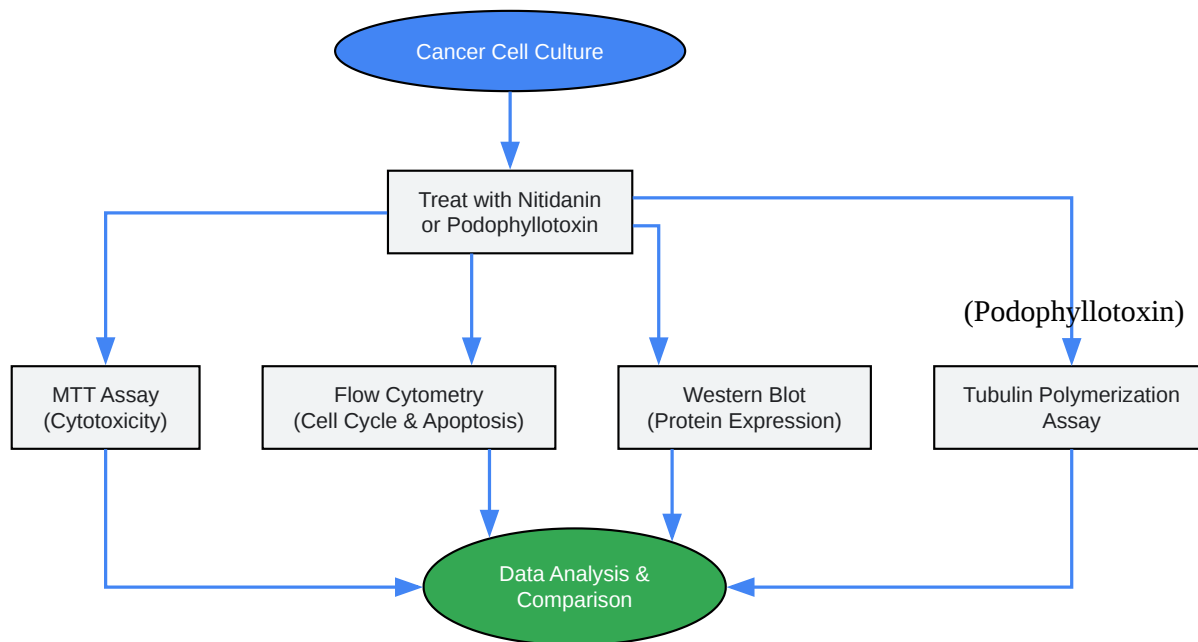 Cancer Cell Culture
Treat with Nitidanin
or Podophyllotoxin
(Podophyllotoxin)
MTT Assay
(Cytotoxicity)
Flow Cytometry
(Cell Cycle & Apoptosis)
Western Blot
(Protein Expression)
Tubulin Polymerization
Assay
Data Analysis &
Comparison